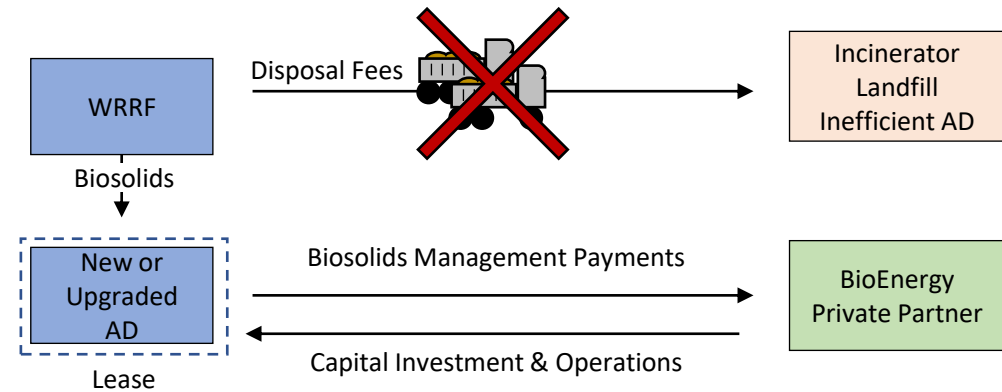 WRRF
Disposal Fees
Incinerator
Landfill
Inefficient AD
Biosolids
New or
Upgraded
AD
Lease
Biosolids Management Payments
Capital Investment & Operations
BioEnergy
Private Partner